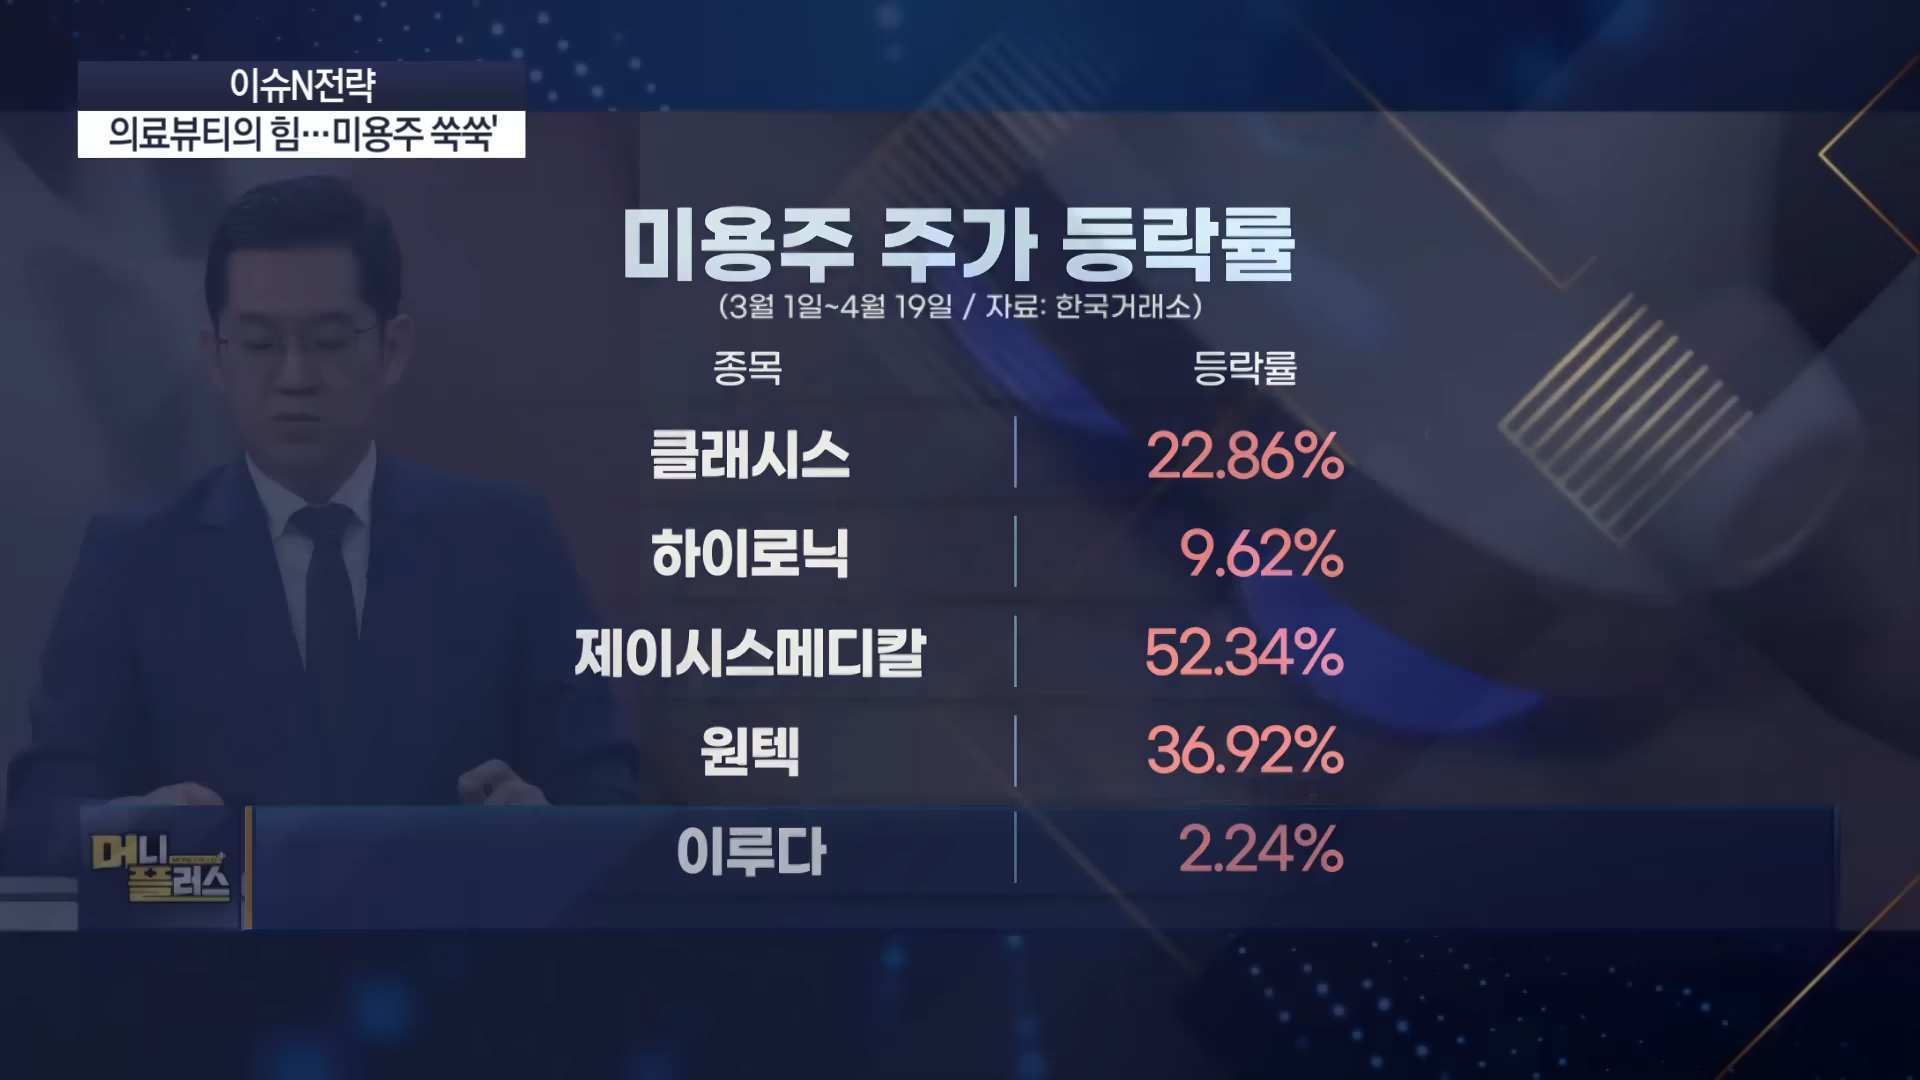 이슈N전략
의료뷰티의 힘…미용주 쑥쑥'
미용주 주가 등락률
(3월 1일~4월 19일 / 자료: 한국거래소)
종목 등락률
클래시스 22.86%
하이로닉 9.62%
제이시스메디칼 52.34%
원텍 36.92%
이루다 2.24%
머니
플러스